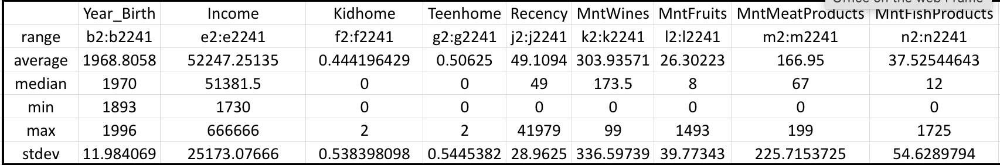 Office on the web Frame
Year_Birth Income Kidhome Teenhome Recency MntWines MntFruits MntMeatProducts MntFishProducts
range b2:b2241 e2:e2241 f2:f2241 g2:g2241 j2:j2241 k2:k2241 l2:l2241 m2:m2241 n2:n2241
average 1968.8058 52247.25135 0.444196429 0.50625 49.1094 303.93571 26.30223 166.95 37.52544643
median 1970 51381.5 0 0 49 173.5 8 67 12
min 1893 1730 0 0 0 0 0 0 0
max 1996 666666 2 2 41979 99 1493 199 1725
stdev 11.984069 25173.07666 0.538398098 0.5445382 28.9625 336.59739 39.77343 225.7153725 54.6289794